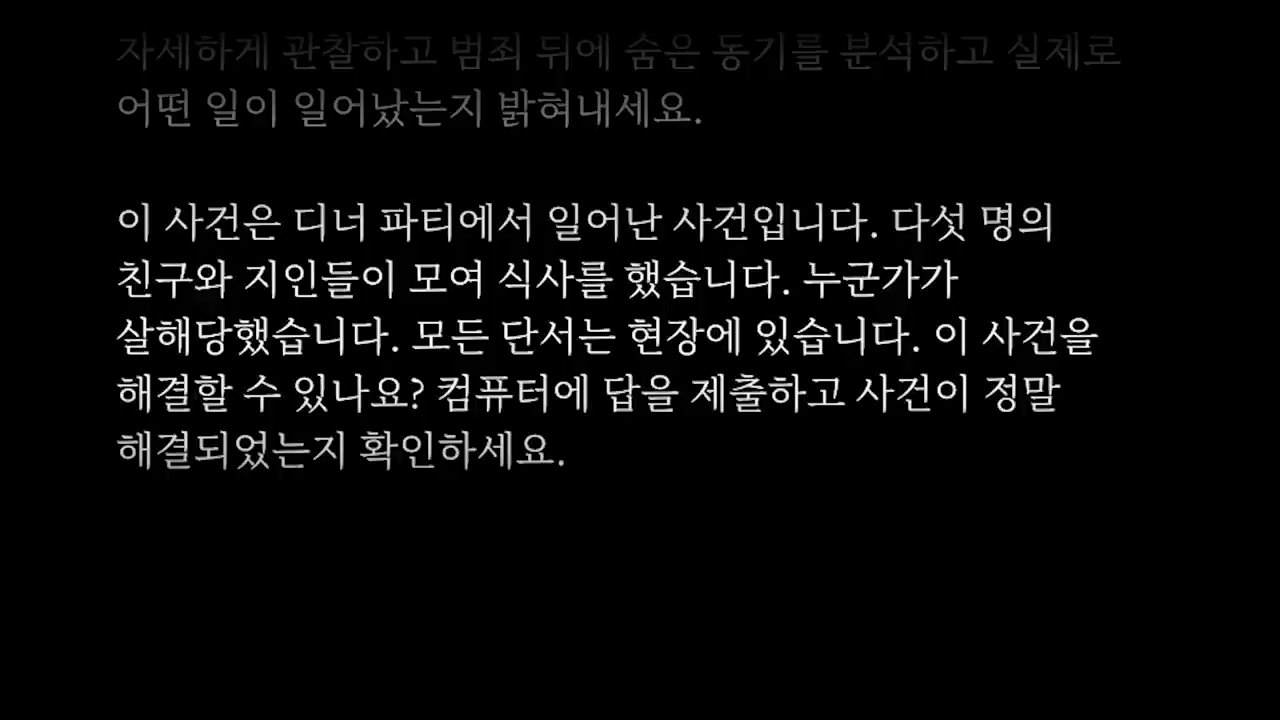 자세하게 관찰하고 범죄 뒤에 숨은 동기를 분석하고 실제로
어떤 일이 일어났는지 밝혀내세요.
이 사건은 디너 파티에서 일어난 사건입니다. 다섯 명의
친구와 지인들이 모여 식사를 했습니다. 누군가가
살해당했습니다. 모든 단서는 현장에 있습니다. 이 사건을
해결할 수 있나요? 컴퓨터에 답을 제출하고 사건이 정말
해결되었는지 확인하세요.